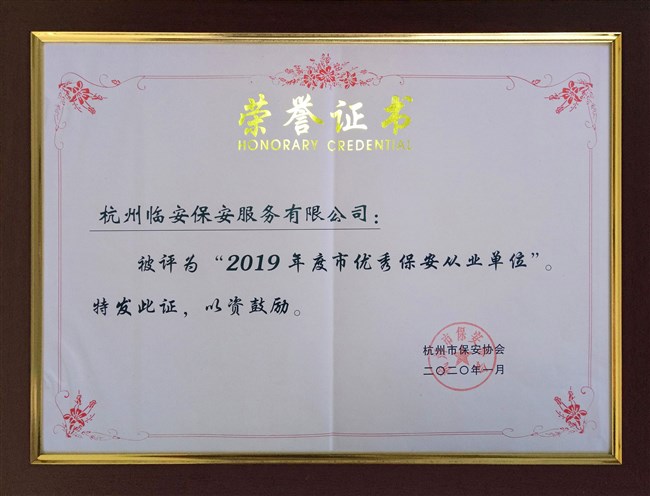 荣誉证书
HONORARY CREDENTIAL
杭州临安保安服务有限公司：
被评为“2019年度市优秀保安从业单位”。
特发此证，以资鼓励。
杭州市保安协会
二〇二〇年一月